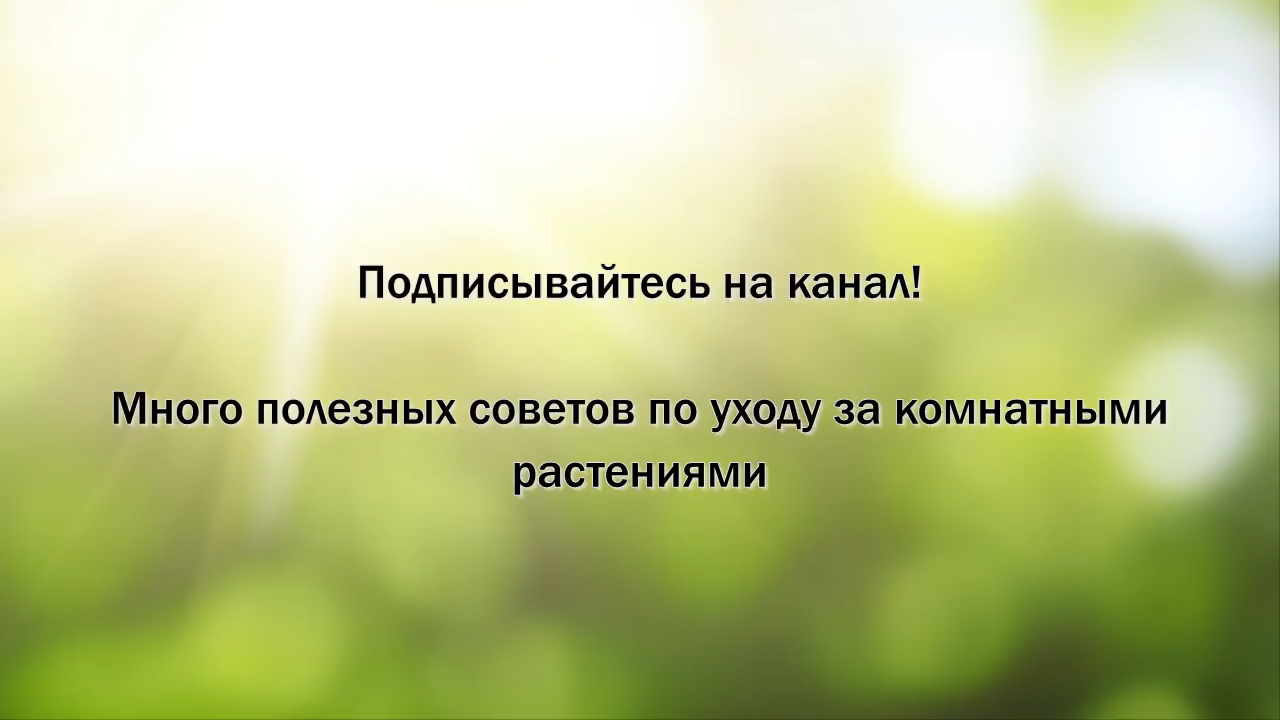 Подписывайтесь на канал!
Много полезных советов по уходу за комнатными
растениями